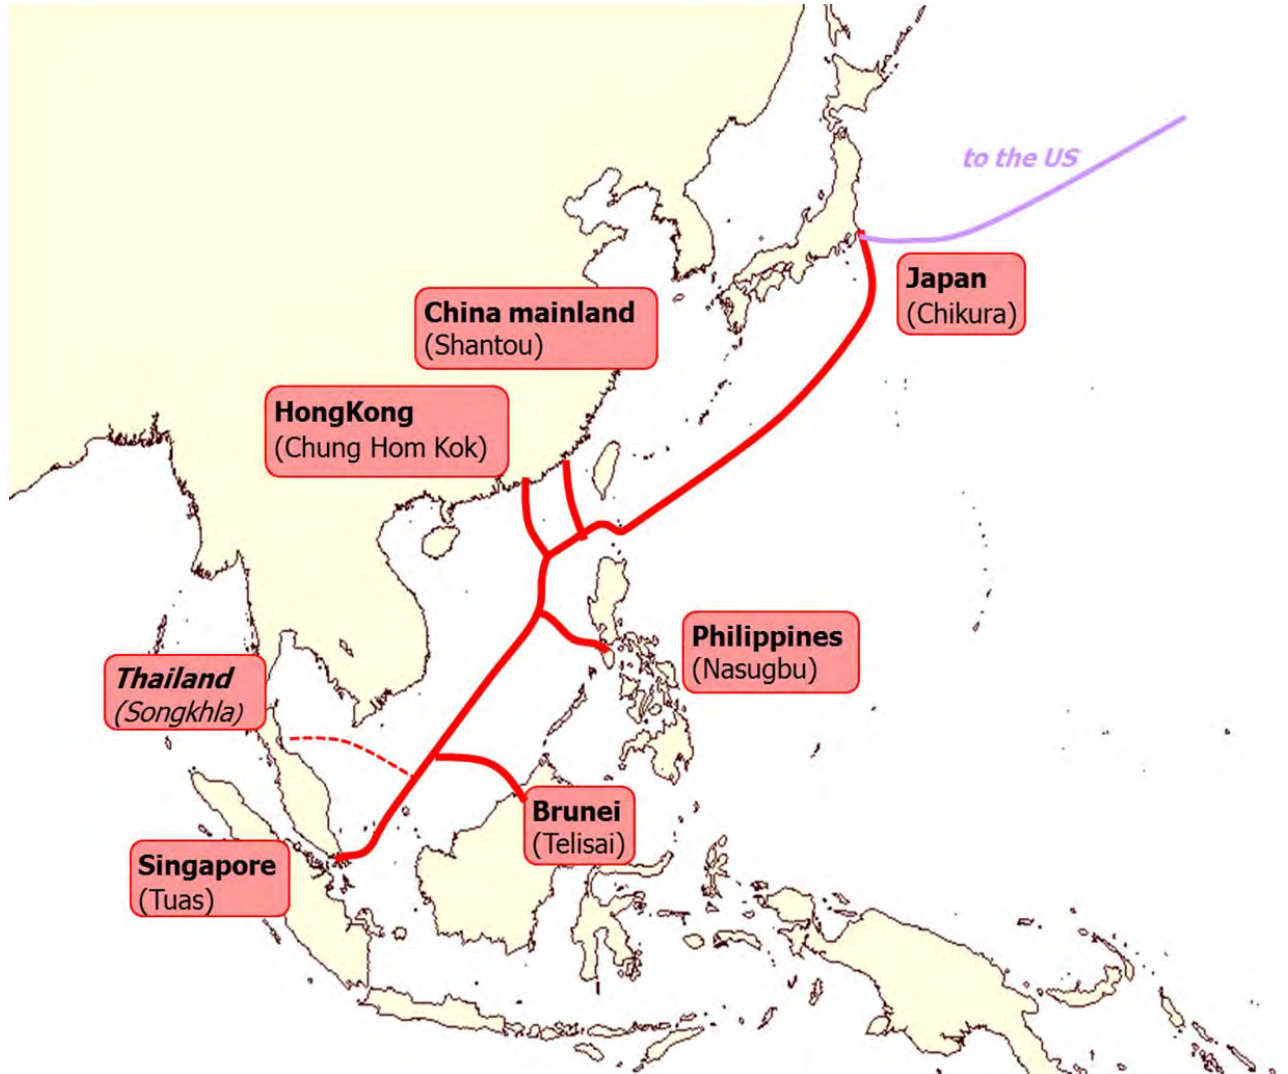 to the US
Japan
(Chikura)
China mainland
(Shantou)
HongKong
(Chung Hom Kok)
Philippines
(Nasugbu)
Thailand
(Songkhla)
Brunei
(Telisai)
Singapore
(Tuas)